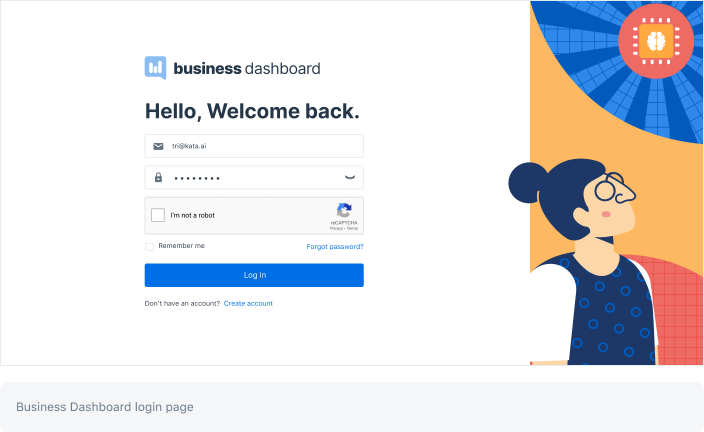 business dashboard
Hello, Welcome back.
tri@kata.ai
I'm not a robot
reCAPTCHA
Privacy - Terms
Remember me
Forgot password?
Log in
Don't have an account? Create account
Business Dashboard login page